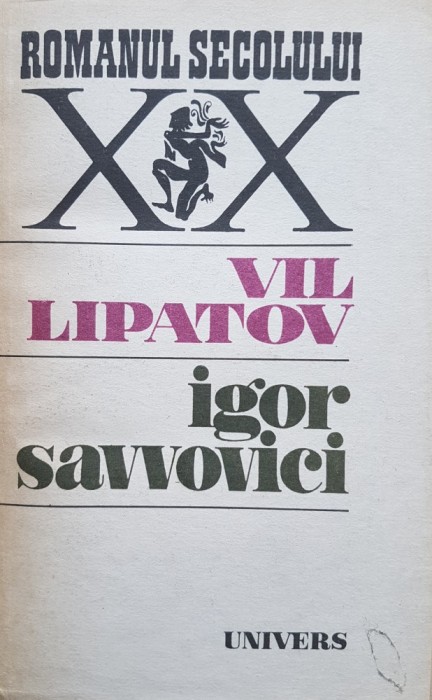 ROMANUL SECOLULUI
XX
VIL
LIPATOV
igor
savvovici
UNIVERS